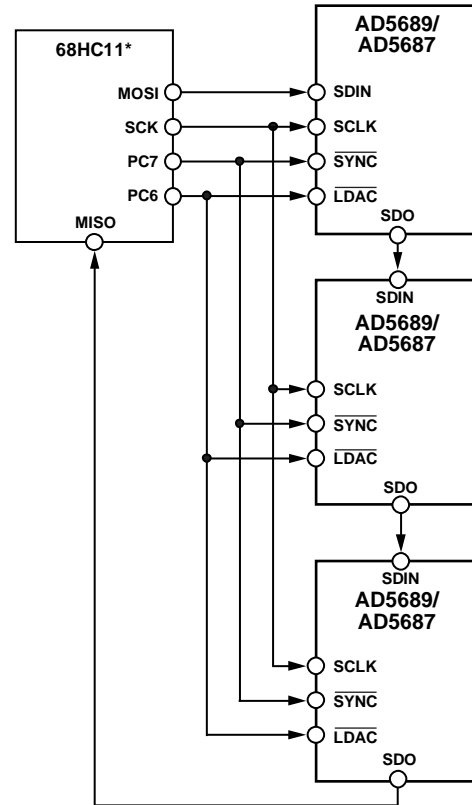 68HC11*
MOSI
SCK
PC7
PC6
MISO
AD5689/
AD5687
SDIN
SCLK
SYNC
LDAC
SDO
SDIN
AD5689/
AD5687
SCLK
SYNC
LDAC
SDO
SDIN
AD5689/
AD5687
SCLK
SYNC
LDAC
SDO